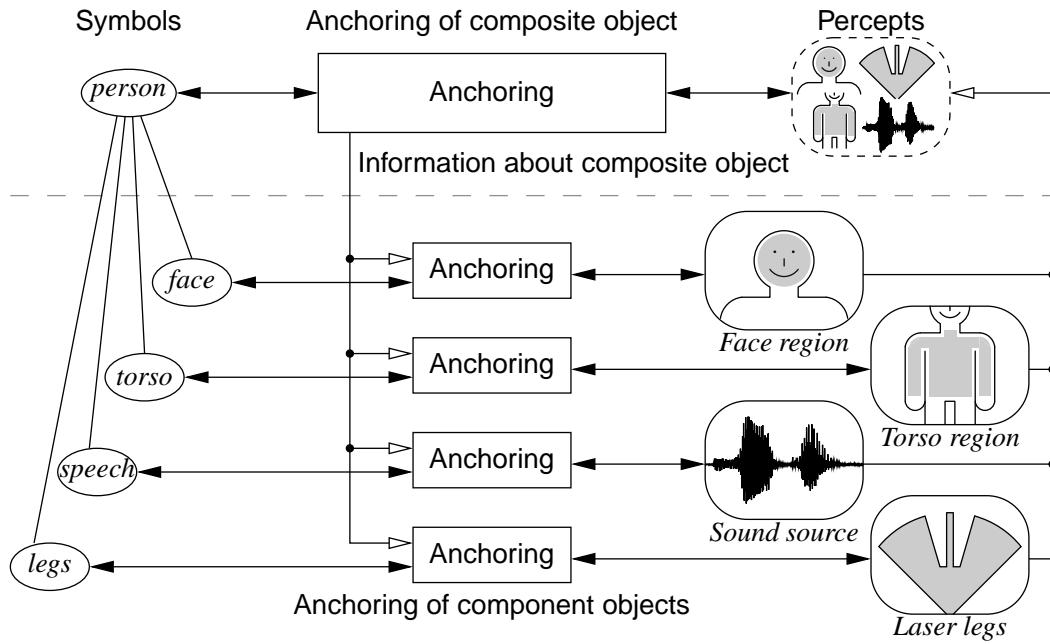 Symbols
Anchoring of composite object
Percepts
person
Anchoring
Information about composite object
face
Anchoring
Face region
torso
Anchoring
Torso region
speech
Anchoring
Sound source
legs
Anchoring
Laser legs
Anchoring of component objects